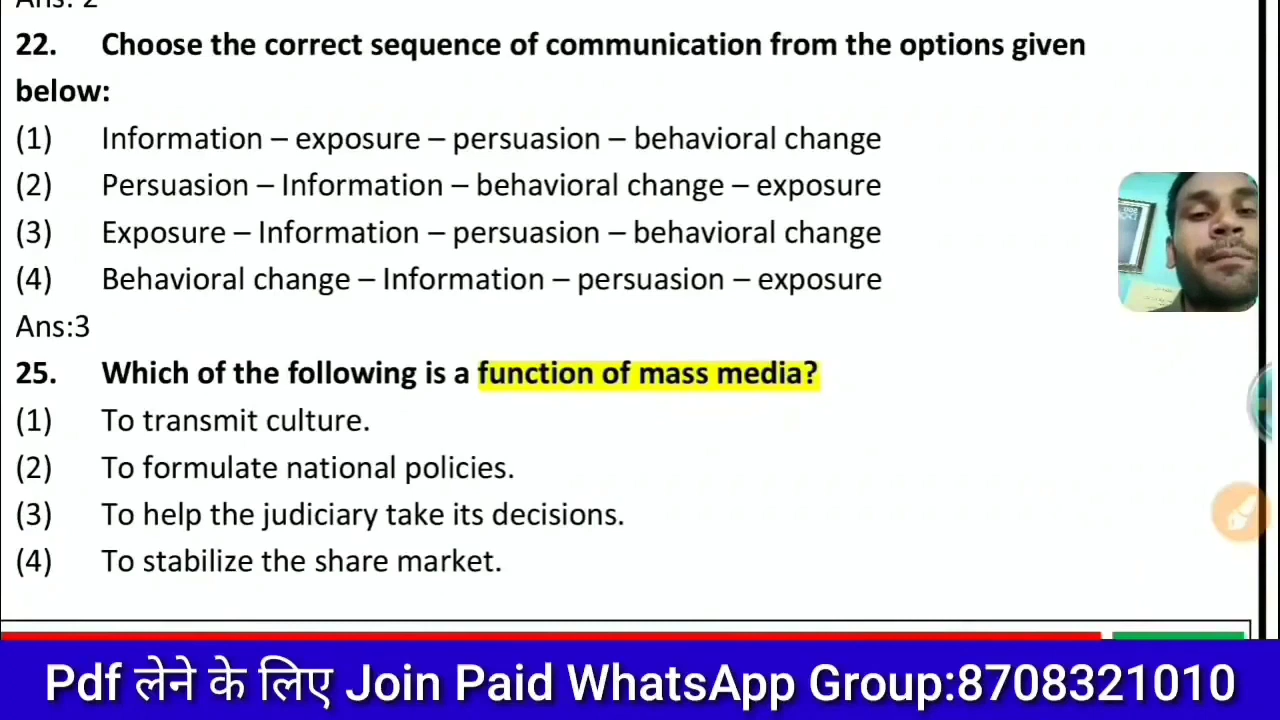 Ans: 2
22. Choose the correct sequence of communication from the options given
below:
(1) Information – exposure – persuasion – behavioral change
(2) Persuasion – Information – behavioral change – exposure
(3) Exposure – Information – persuasion – behavioral change
(4) Behavioral change – Information – persuasion – exposure
Ans:3
25. Which of the following is a function of mass media?
(1) To transmit culture.
(2) To formulate national policies.
(3) To help the judiciary take its decisions.
(4) To stabilize the share market.
Pdf लेने के लिए Join Paid WhatsApp Group:8708321010